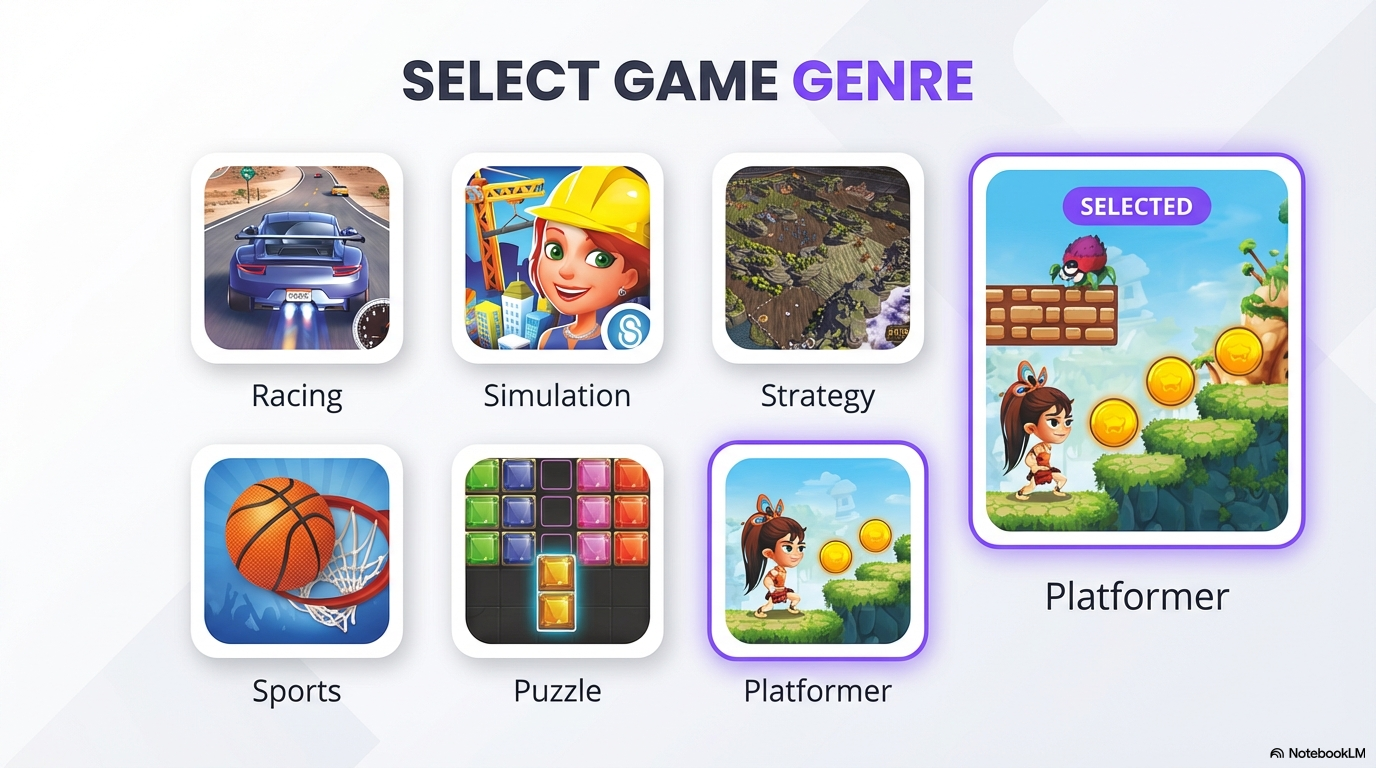 SELECT GAME GENRE
Racing
Simulation
Strategy
SELECTED
Platformer
Sports
Puzzle
Platformer
NotebookLM